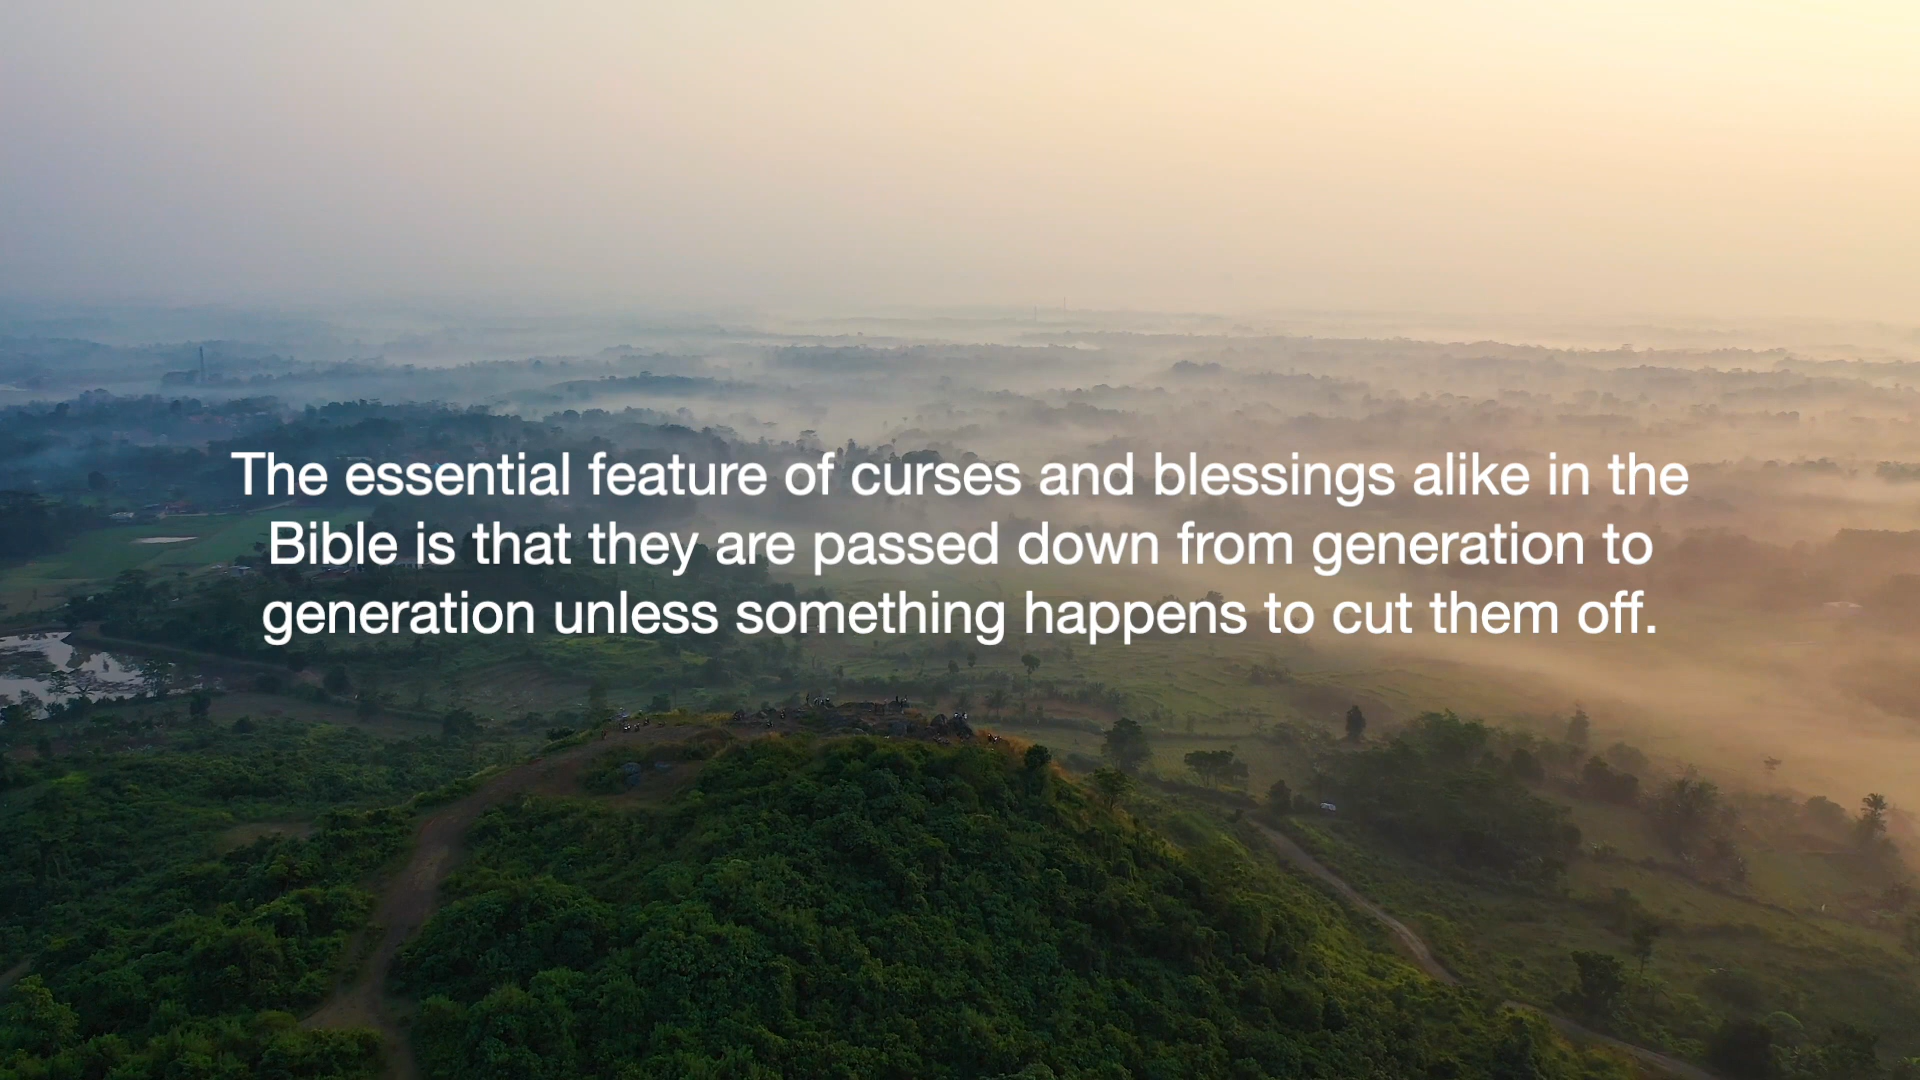 The essential feature of curses and blessings alike in the
Bible is that they are passed down from generation to
generation unless something happens to cut them off.